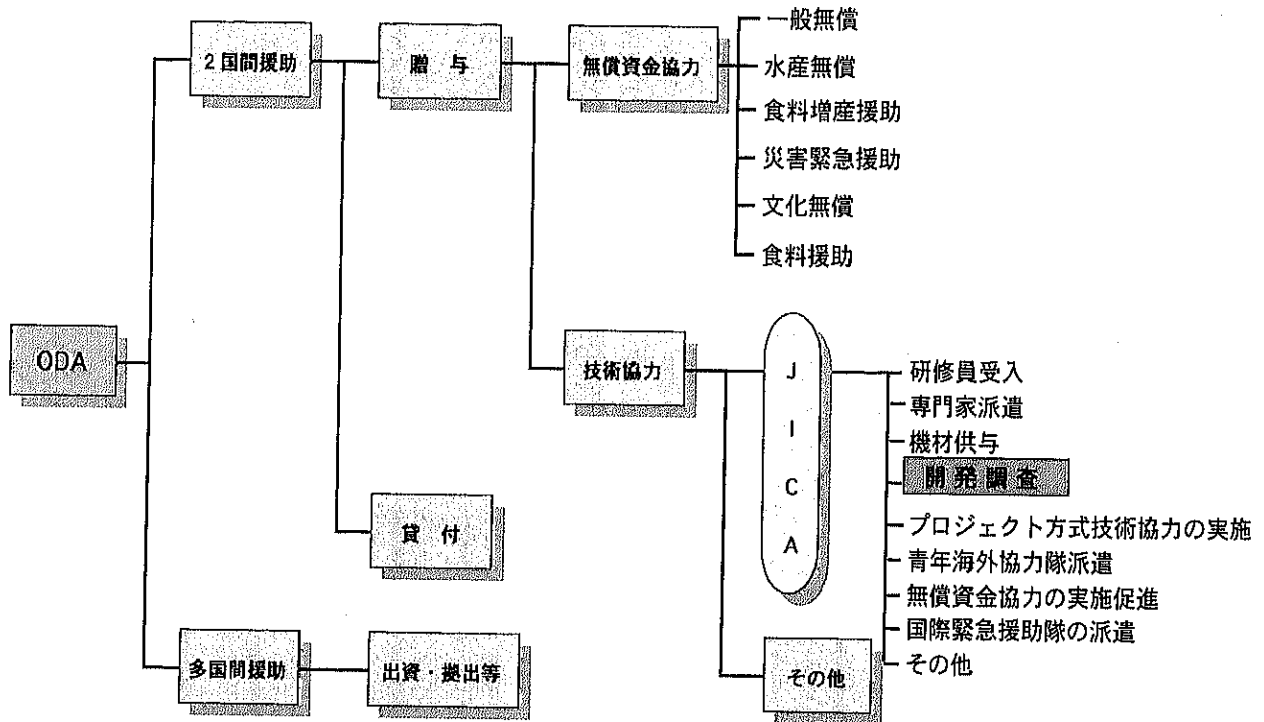 ODA
2国間援助
贈 与
無償資金協力
一般無償
水産無償
食料増産援助
災害緊急援助
文化無償
食料援助
技術協力
J
I
C
A
研修員受入
専門家派遣
機材供与
開発調査
プロジェクト方式技術協力の実施
青年海外協力隊派遣
無償資金協力の実施促進
国際緊急援助隊の派遣
その他
その他
貸 付
多国間援助
出資・拠出等